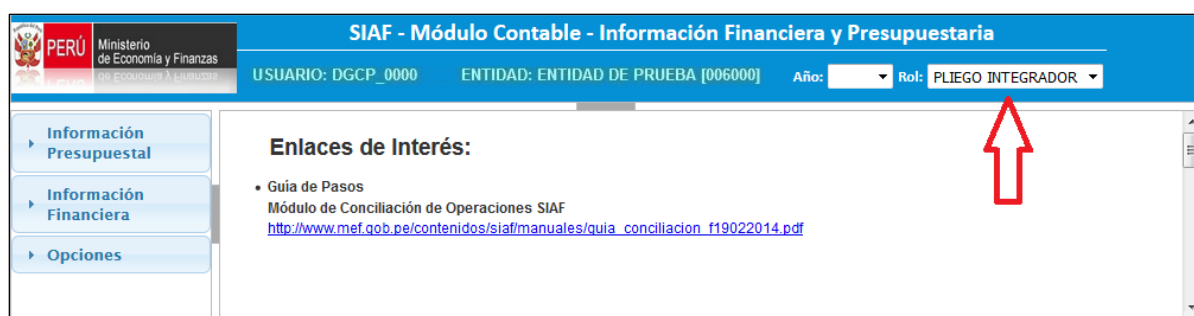 SIAF - Módulo Contable - Información Financiera y Presupuestaria
PERÚ
Ministerio
de Economía y Finanzas
USUARIO: DGCP_0000 ENTIDAD: ENTIDAD DE PRUEBA [006000] Año: Rol: PLIEGO INTEGRADOR
Información
Presupuestal
Información
Financiera
Opciones
Enlaces de Interés:
• Guía de Pasos
Módulo de Conciliación de Operaciones SIAF
http://www.mef.gob.pe/contenidos/siaf/manuales/guia_conciliacion_f19022014.pdf